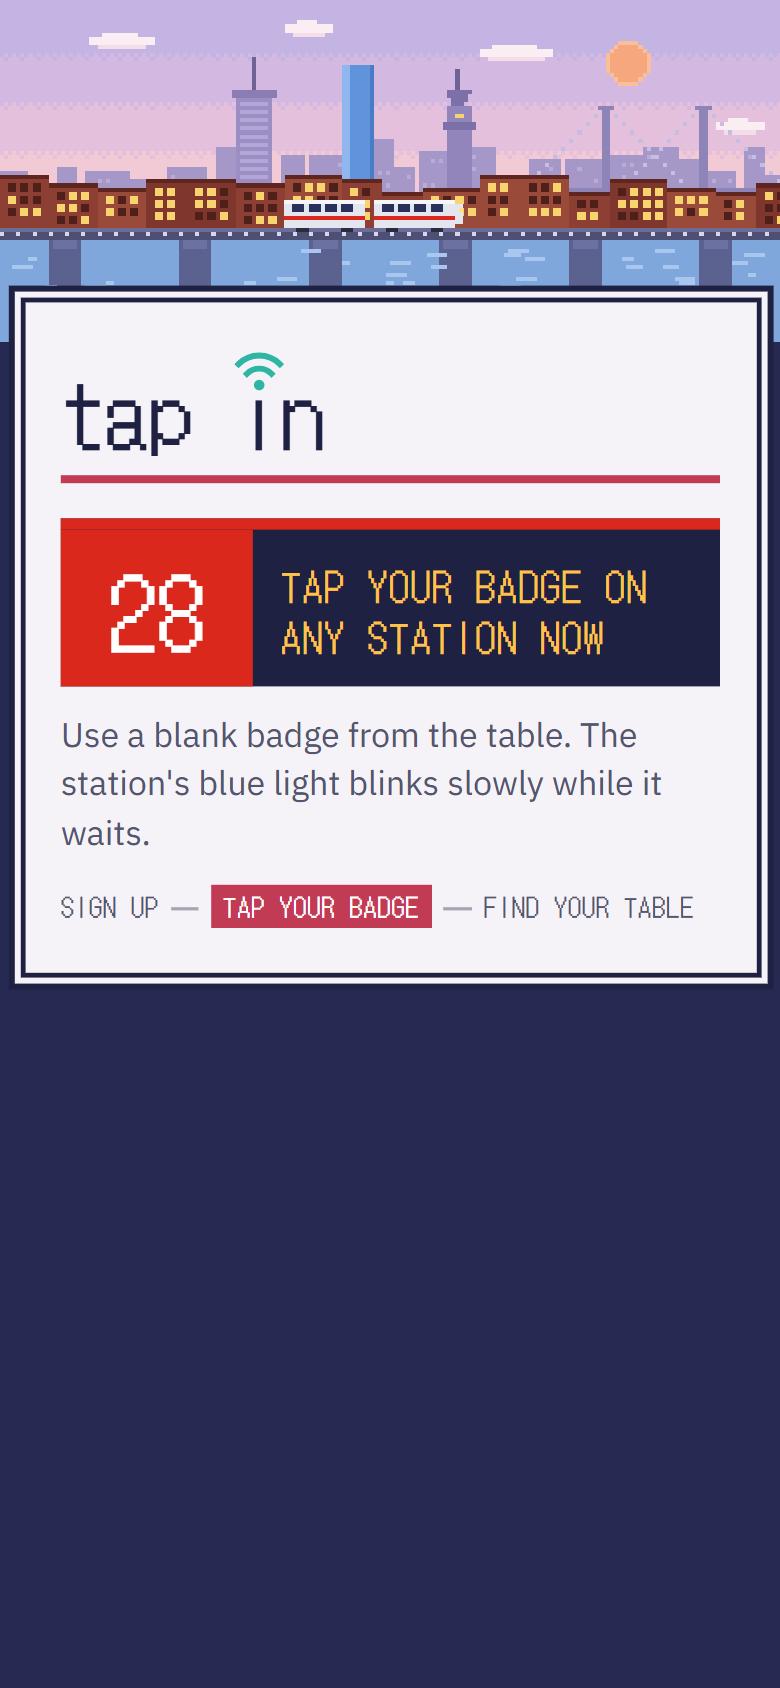 tap in
28
TAP YOUR BADGE ON
ANY STATION NOW
Use a blank badge from the table. The
station's blue light blinks slowly while it
waits.
SIGN UP — TAP YOUR BADGE — FIND YOUR TABLE